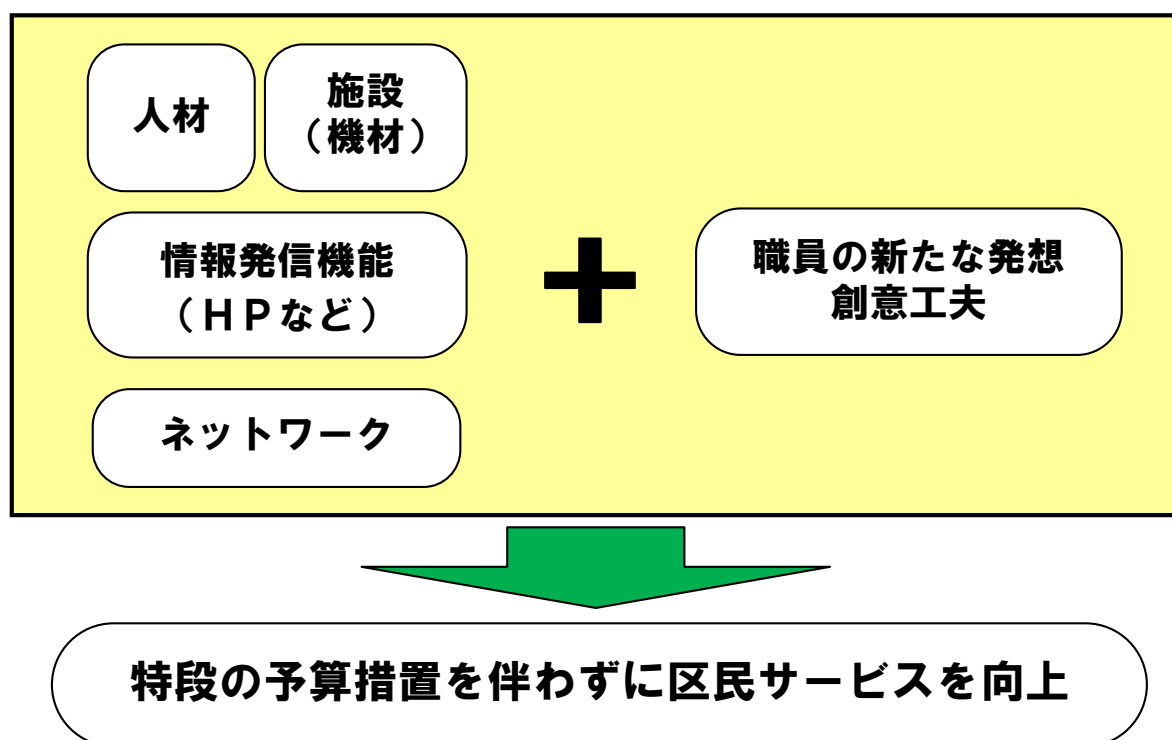 人材
施設
（機材）
情報発信機能
（ＨＰなど）
ネットワーク
＋
職員の新たな発想
創意工夫
特段の予算措置を伴わずに区民サービスを向上